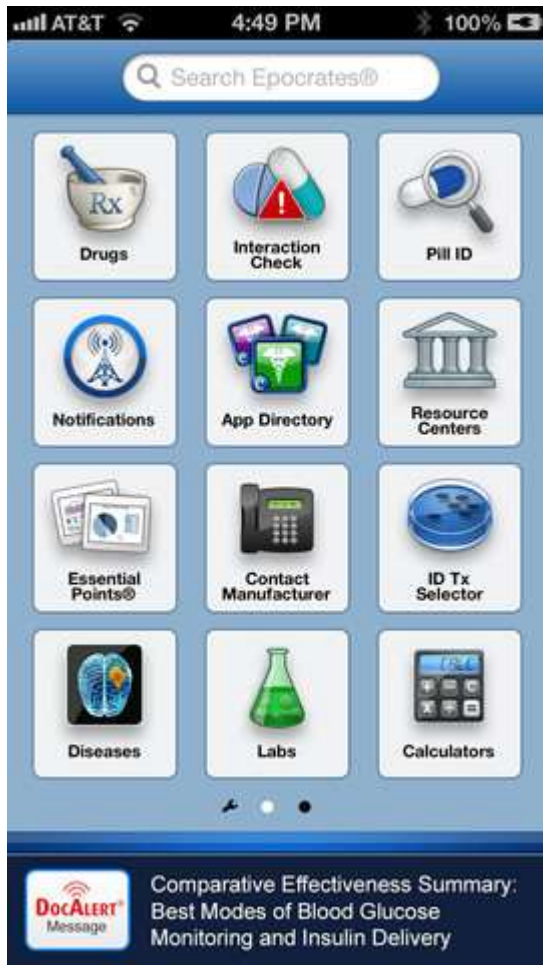 AT&T 4:49 PM 100%
Search Epocrates®
Rx
Drugs
Interaction
Check
Pill ID
Notifications
App Directory
Resource
Centers
Essential
Points®
Contact
Manufacturer
ID Tx
Selector
Diseases
Labs
CALC
+ = C
x ÷ =
Calculators
DOCALERT®
Message
Comparative Effectiveness Summary:
Best Modes of Blood Glucose
Monitoring and Insulin Delivery